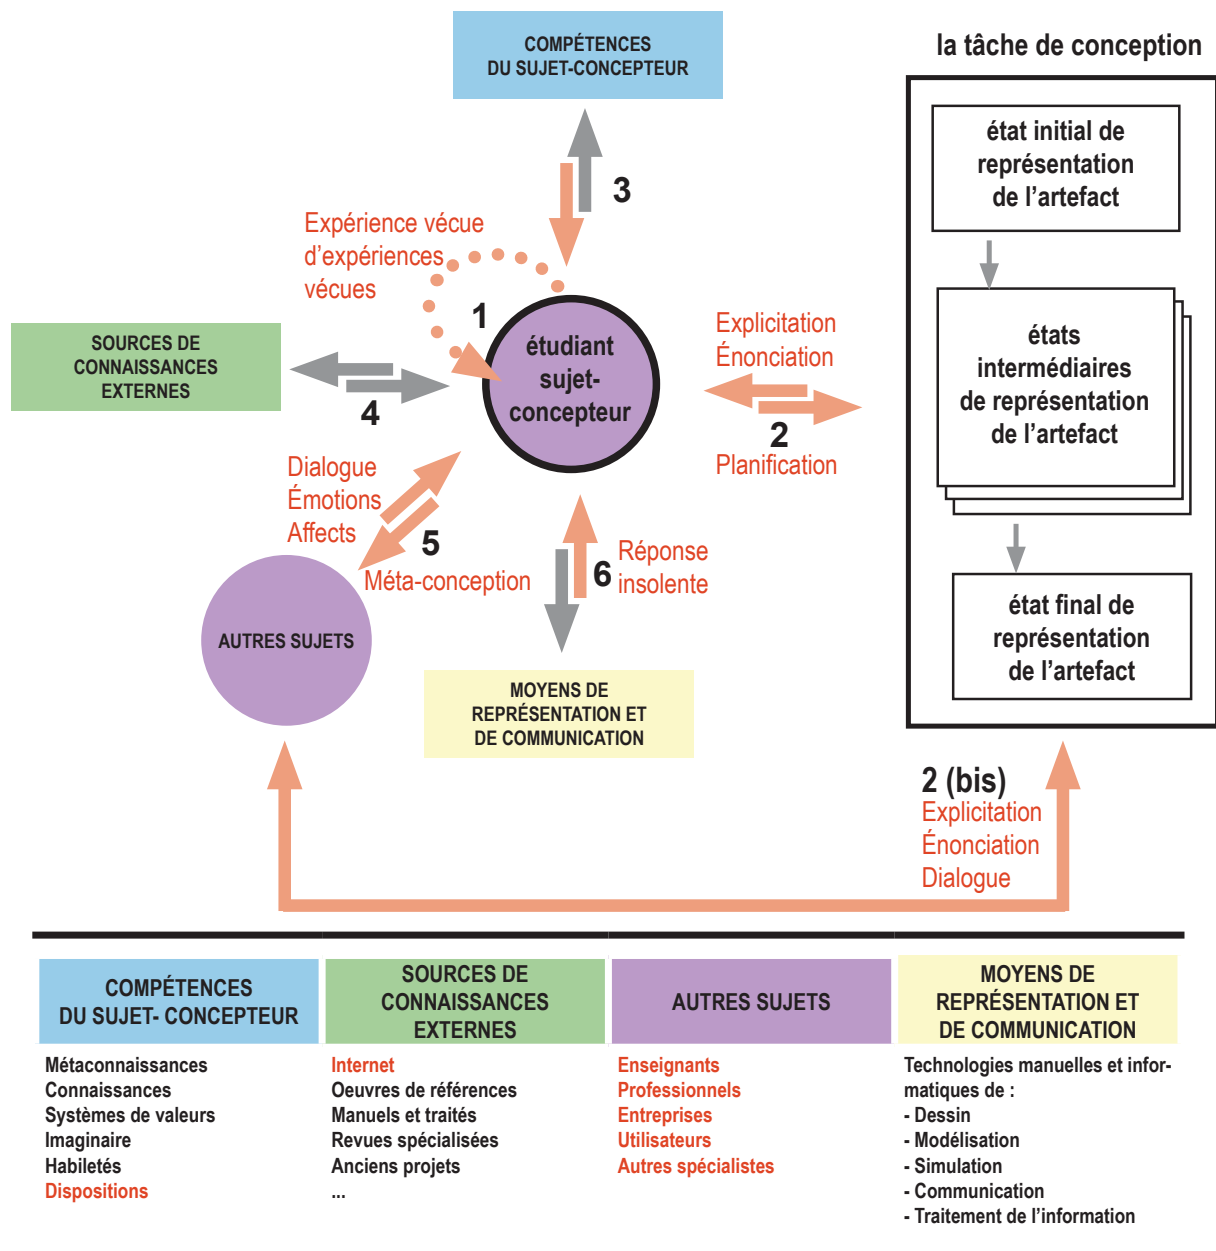 COMPÉTENCES
DU SUJET-CONCEPTEUR
la tâche de conception
état initial de
représentation
de l'artefact
3
Expérience vécue
d'expériences
vécues
1
étudiant
sujet-
concepteur
SOURCES DE
CONNAISSANCES
EXTERNES
4
Explicitation
Énonciation
2
Planification
états
intermédiaires
de représentation
de l'artefact
Dialogue
Émotions
Affects
5
Méta-conception
6
Réponse
insolente
AUTRES SUJETS
MOYENS DE
REPRÉSENTATION ET
DE COMMUNICATION
état final de
représentation
de l'artefact
2 (bis)
Explicitation
Énonciation
Dialogue
COMPÉTENCES
DU SUJET- CONCEPTEUR
Métaconnaissances
Connaissances
Systèmes de valeurs
Imaginaire
Habiletés
Dispositions
SOURCES DE
CONNAISSANCES
EXTERNES
Internet
Oeuvres de références
Manuels et traités
Revues spécialisées
Anciens projets
...
AUTRES SUJETS
Enseignants
Professionnels
Entreprises
Utilisateurs
Autres spécialistes
MOYENS DE
REPRÉSENTATION ET
DE COMMUNICATION
Technologies manuelles et infor-
matiques de :
- Dessin
- Modélisation
- Simulation
- Communication
- Traitement de l'information